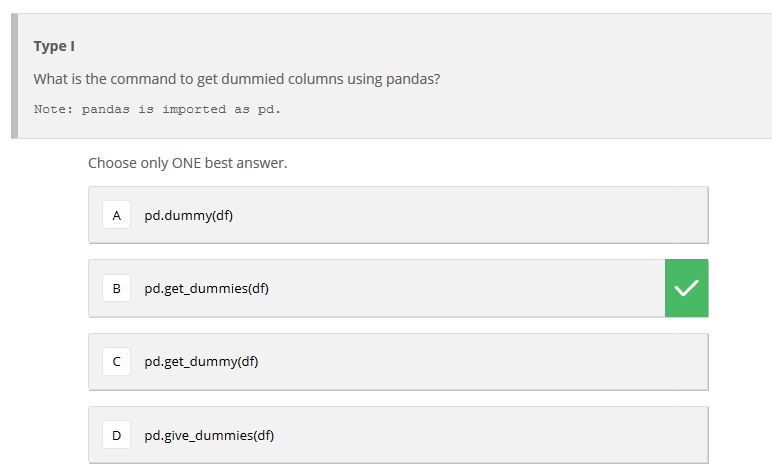 Type I
What is the command to get dummied columns using pandas?
Note: pandas is imported as pd.
Choose only ONE best answer.
A pd.dummy(df)
B pd.get_dummies(df)
C pd.get_dummy(df)
D pd.give_dummies(df)